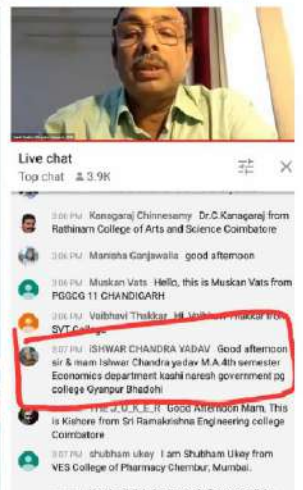 Live chat
Top chat 3.9K
3:06 PM Kanagaraj Chinnesamy Dr.C.Kanagaraj from
Rathinam College of Arts and Science Coimbatore
3:06 PM Manisha Ganjawalla good afternoon
3:06 PM Muskan Vats Hello, this is Muskan Vats from
PGGCG 11 CHANDIGARH
3:06 PM Vaibhavi Thakkar Hi, Vaibhavi Thakkar from
SVT College
3:07 PM ISHWAR CHANDRA YADAV Good afternoon
sir & mam Ishwar Chandra yadav M.A.4th semester
Economics department kashi naresh government pg
college Gyanpur Bhadohi
THE_J_O_K_E_R Good Afternoon Mam, This
is Kishore from Sri Ramakrishna Engineering college
Coimbatore
3:07 PM shubham ukey I am Shubham Ukey from
VES College of Pharmacy Chembur, Mumbai.